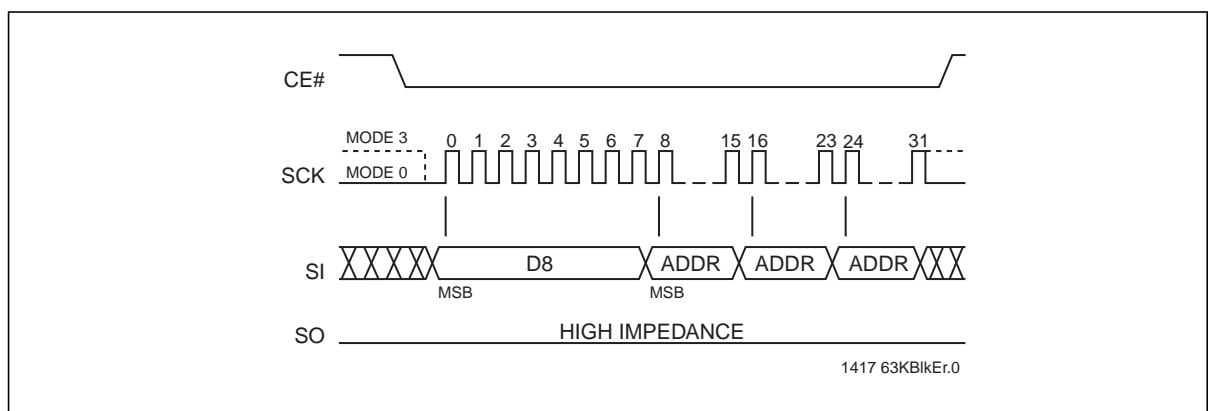 CE#
MODE 3
0 1 2 3 4 5 6 7 8 15 16 23 24 31
SCK
MODE 0
SI
D8 ADDR ADDR ADDR
MSB MSB
SO
HIGH IMPEDANCE
1417 63KBlkEr.0